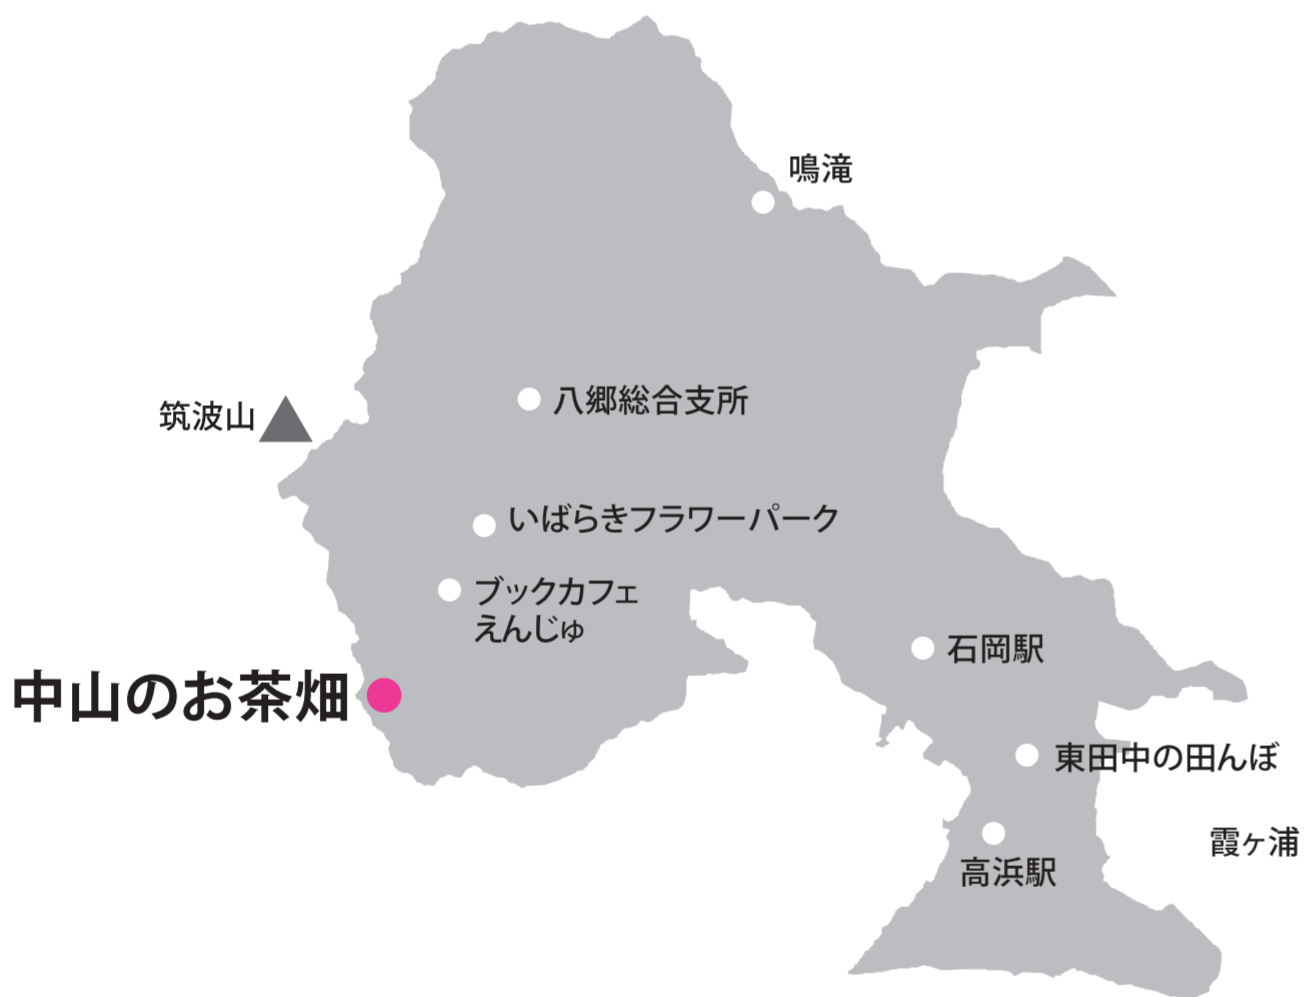 鳴滝
筑波山
八郷総合支所
いばらきフラワーパーク
ブックカフェ
えんじゅ
石岡駅
中山のお茶畑
東田中の田んぼ
霞ヶ浦
高浜駅